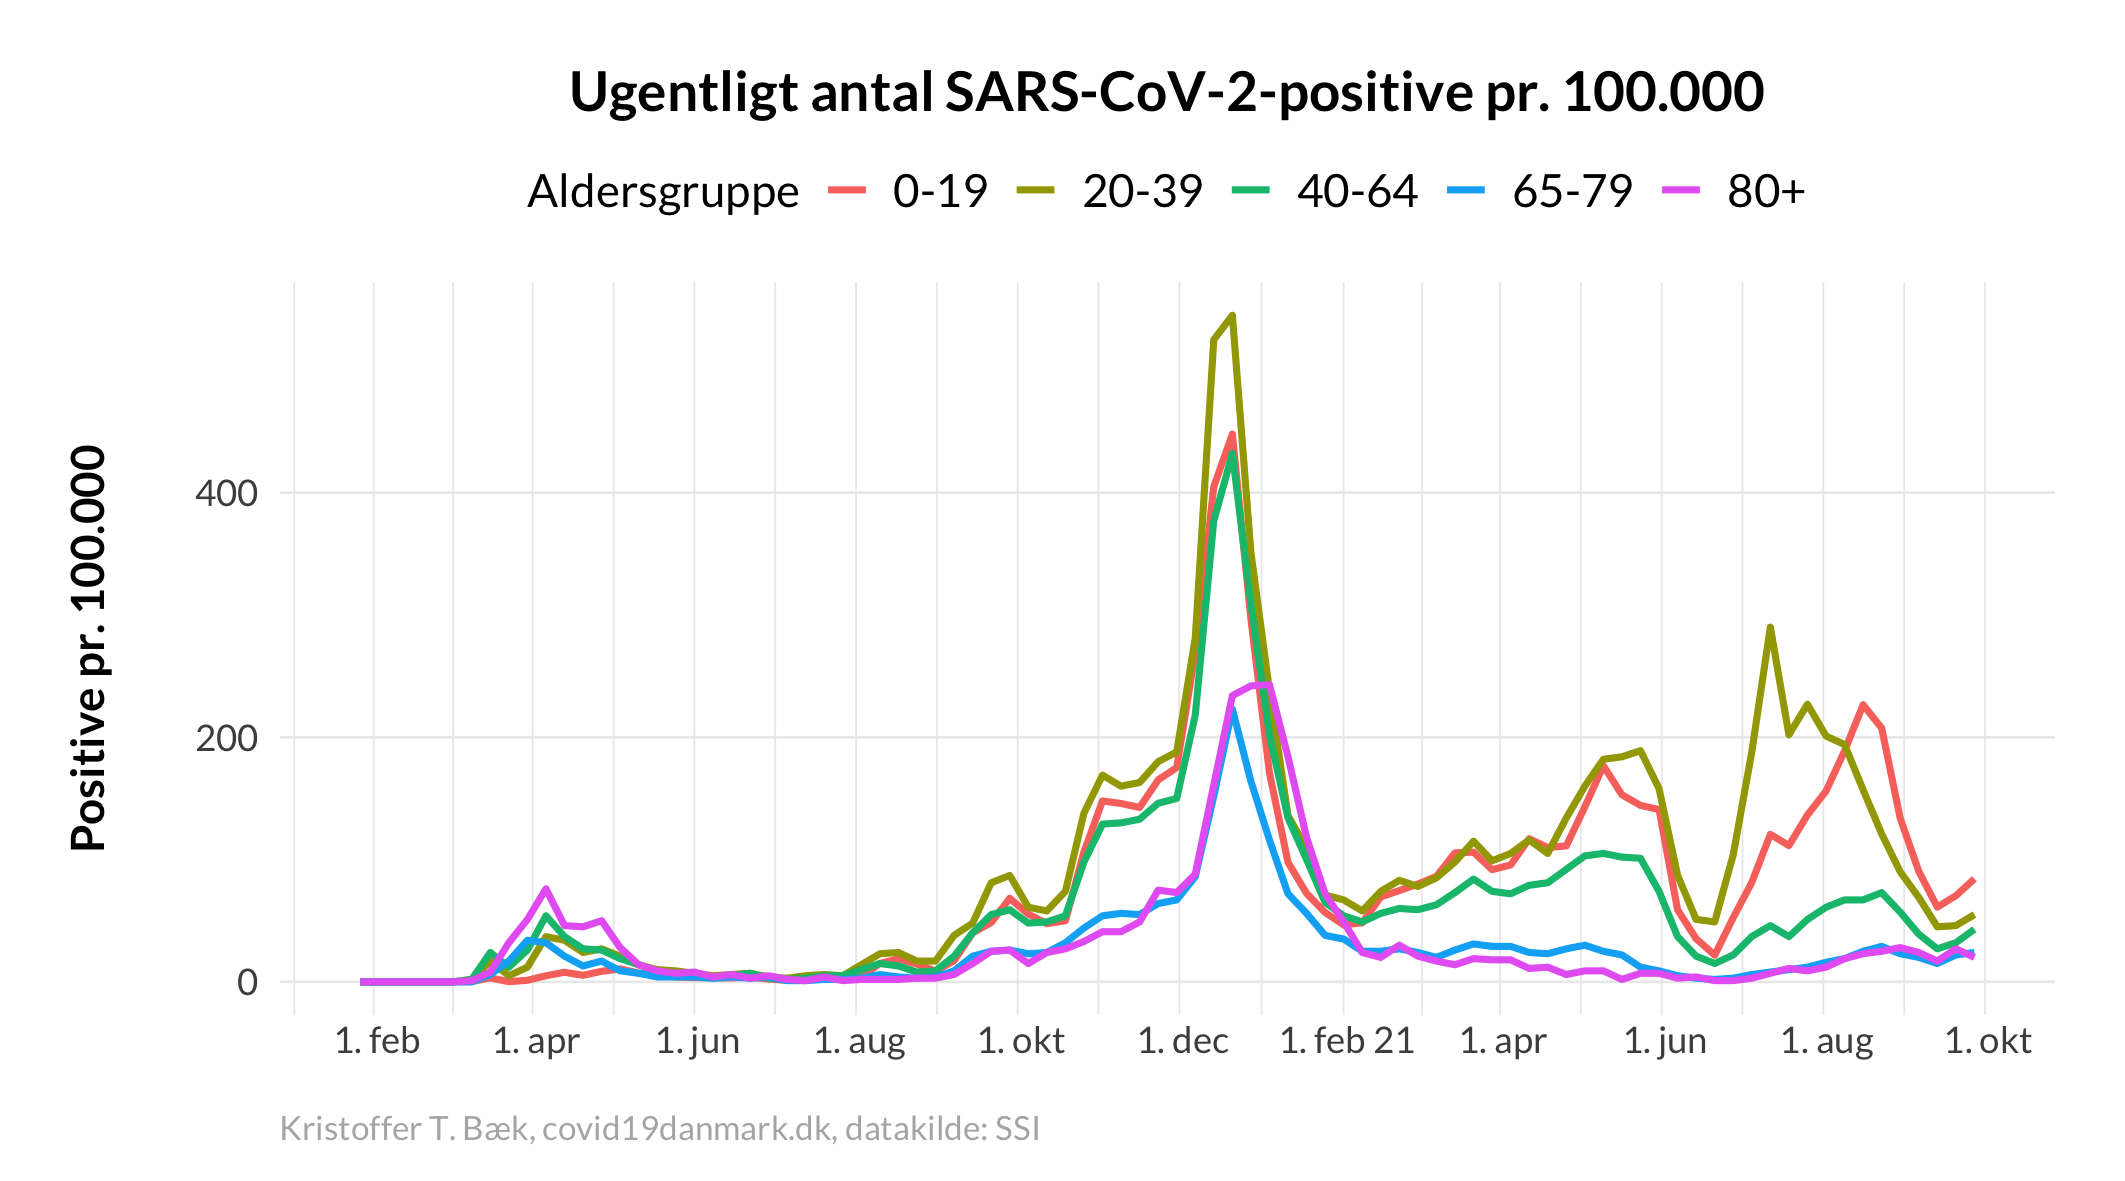 Ugentligt antal SARS-CoV-2-positive pr. 100.000
Aldersgruppe 0-19 20-39 40-64 65-79 80+
Positive pr. 100.000
400
200
0
1. feb 1. apr 1. jun 1. aug 1. okt 1. dec 1. feb 21 1. apr 1. jun 1. aug 1. okt
Kristoffer T. Bæk, covid19danmark.dk, datakilde: SSI